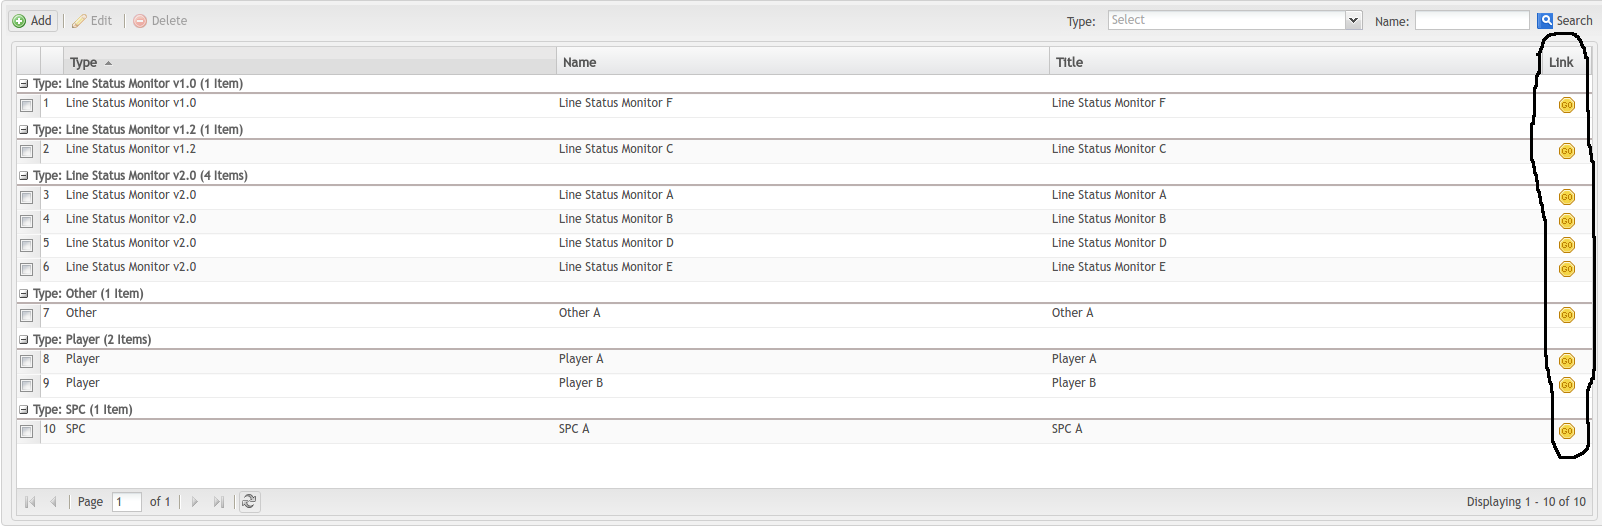 Add Edit Delete Type: Select Name: Search
Type Name Title Link
Type: Line Status Monitor v1.0 (1 Item)
1 Line Status Monitor v1.0 Line Status Monitor F Line Status Monitor F GO
Type: Line Status Monitor v1.2 (1 Item)
2 Line Status Monitor v1.2 Line Status Monitor C Line Status Monitor C GO
Type: Line Status Monitor v2.0 (4 Items)
3 Line Status Monitor v2.0 Line Status Monitor A Line Status Monitor A GO
4 Line Status Monitor v2.0 Line Status Monitor B Line Status Monitor B GO
5 Line Status Monitor v2.0 Line Status Monitor D Line Status Monitor D GO
6 Line Status Monitor v2.0 Line Status Monitor E Line Status Monitor E GO
Type: Other (1 Item)
7 Other Other A Other A GO
Type: Player (2 Items)
8 Player Player A Player A GO
9 Player Player B Player B GO
Type: SPC (1 Item)
10 SPC SPC A SPC A GO
Page 1 of 1 Displaying 1 - 10 of 10